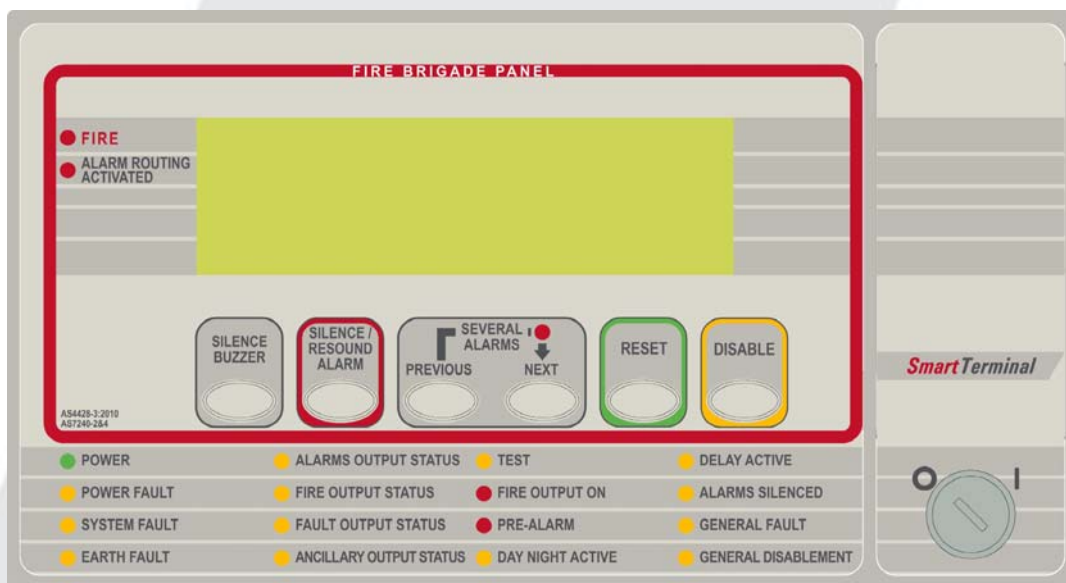 FIRE BRIGADE PANEL
FIRE
ALARM ROUTING
ACTIVATED
SILENCE
BUZZER
SILENCE /
RESOUND
ALARM
SEVERAL
ALARMS
PREVIOUS
NEXT
RESET
DISABLE
AS4428-3:2010
AS7240-2&4
SmartTerminal
POWER
ALARMS OUTPUT STATUS
TEST
DELAY ACTIVE
POWER FAULT
FIRE OUTPUT STATUS
FIRE OUTPUT ON
ALARMS SILENCED
SYSTEM FAULT
FAULT OUTPUT STATUS
PRE-ALARM
GENERAL FAULT
EARTH FAULT
ANCILLARY OUTPUT STATUS
DAY NIGHT ACTIVE
GENERAL DISABLEMENT
O
I